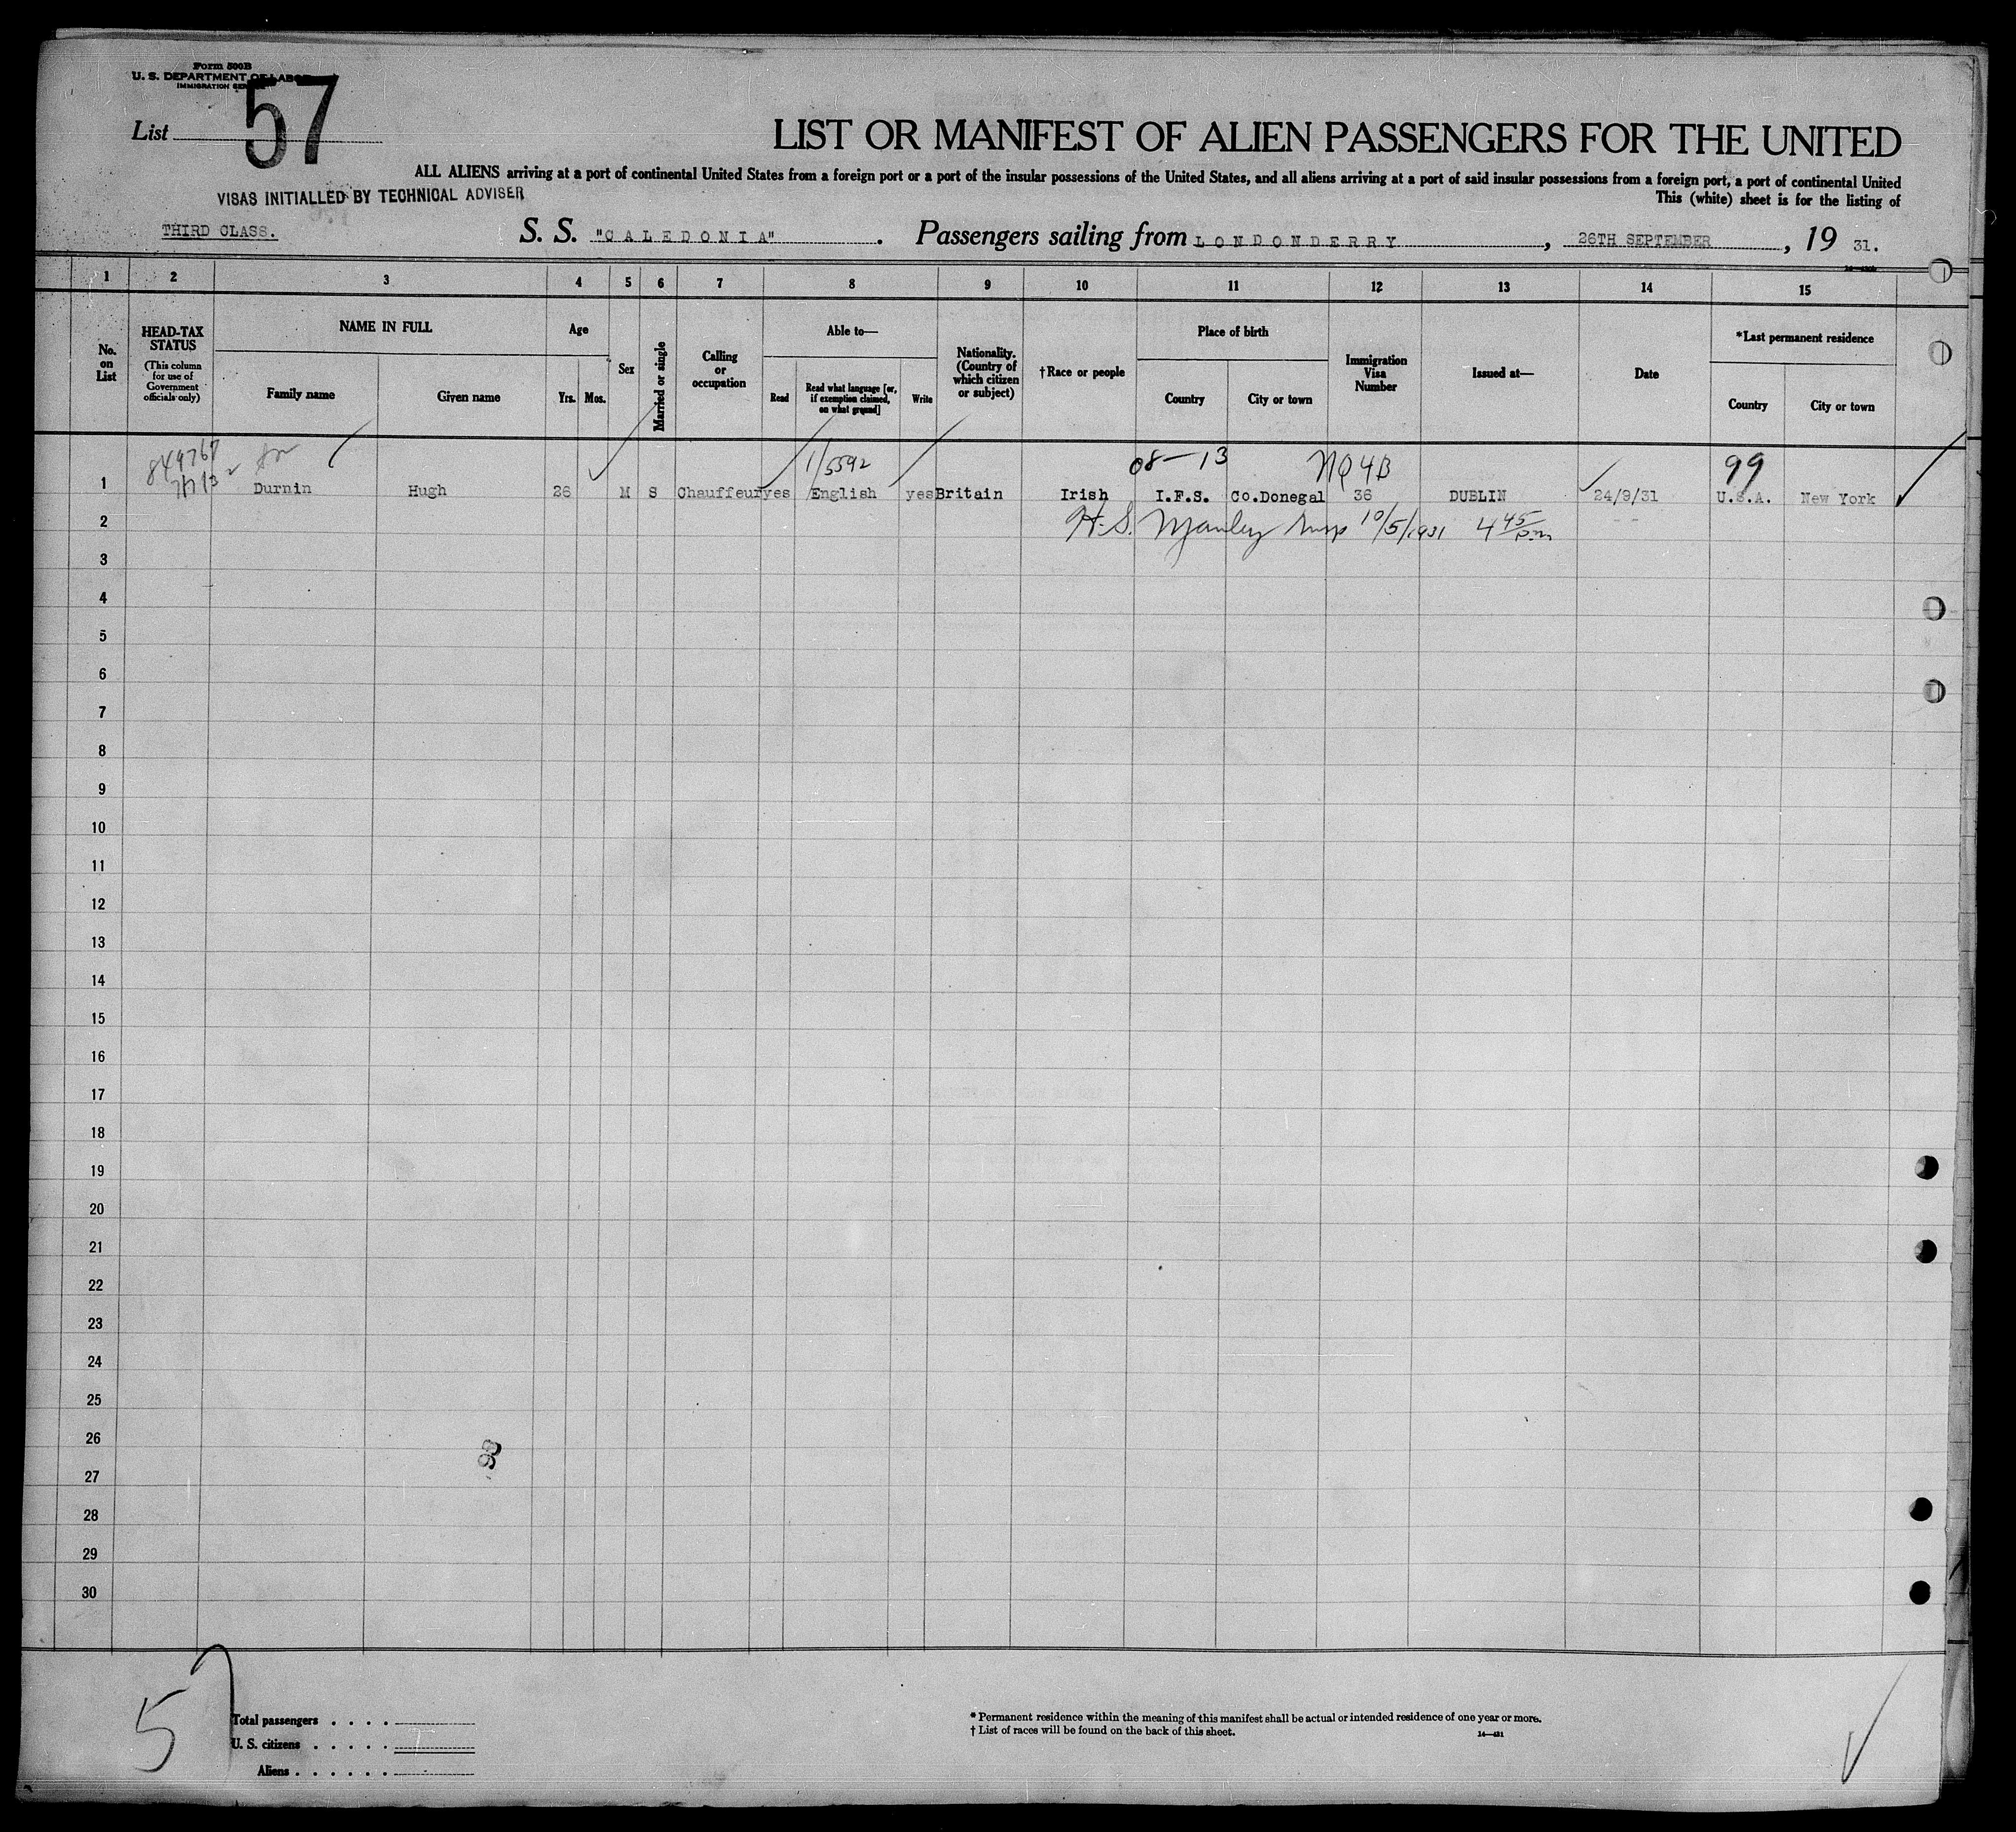 Form 500B
U. S. DEPARTMENT OF LABOR
IMMIGRATION SERVICE
List 57
LIST OR MANIFEST OF ALIEN PASSENGERS FOR THE UNITED
ALL ALIENS arriving at a port of continental United States from a foreign port or a port of the insular possessions of the United States, and all aliens arriving at a port of said insular possessions from a foreign port, a port of continental United
VISAS INITIALLED BY TECHNICAL ADVISER
This (white) sheet is for the listing of
THIRD CLASS. S. S. "CALEDONIA" . Passengers sailing from LONDONDERRY , 26TH SEPTEMBER , 19 31.
1 2 3 4 5 6 7 8 9 10 11 12 13 14 15
No. on List
HEAD-TAX STATUS
(This column for use of Government officials only)
NAME IN FULL
Family name Given name
Age
Yrs. Mos.
Sex
Married or single
Calling or occupation
Able to—
Read Read what language [or, if exemption claimed, on what ground] Write
Nationality. (Country of which citizen or subject)
†Race or people
Place of birth
Country City or town
Immigration Visa Number
Issued at—
Date
*Last permanent residence
Country City or town
849767 1/5592 08-13 NQ 4B 99
1 Durnin Hugh 26 M S Chauffeur yes English yes Britain Irish I.F.S. Co.Donegal 36 DUBLIN 24/9/31 U.S.A. New York
2 H.S. Manley Insp 10/5/1931 4 45 p.m
3
4
5
6
7
8
9
10
11
12
13
14
15
16
17
18
19
20
21
22
23
24
25
26
27
28
29
30
57
Total passengers . . . .
U. S. citizens . . . . .
Aliens . . . . . .
* Permanent residence within the meaning of this manifest shall be actual or intended residence of one year or more.
† List of races will be found on the back of this sheet.
14—421